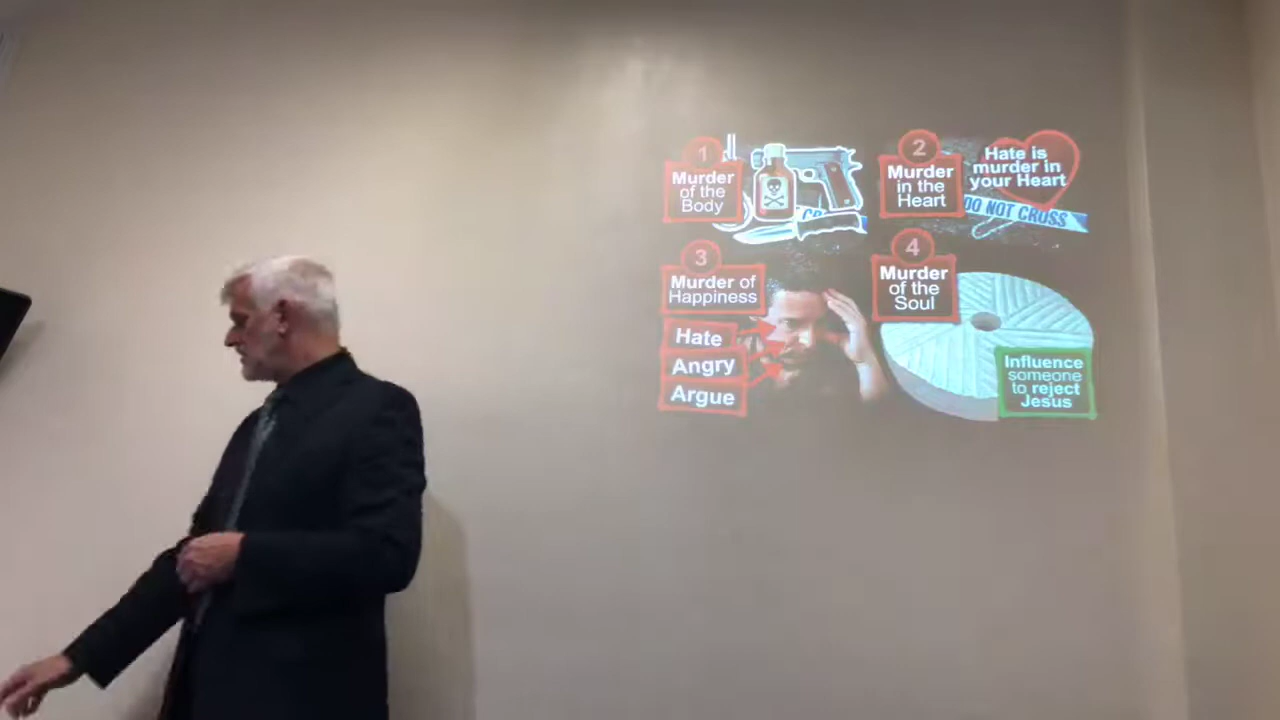 1
Murder
of the
Body
2
Murder
in the
Heart
Hate is
murder in
your Heart
DO NOT CROSS
3
Murder of
Happiness
Hate
Angry
Argue
4
Murder
of the
Soul
Influence
someone
to reject
Jesus